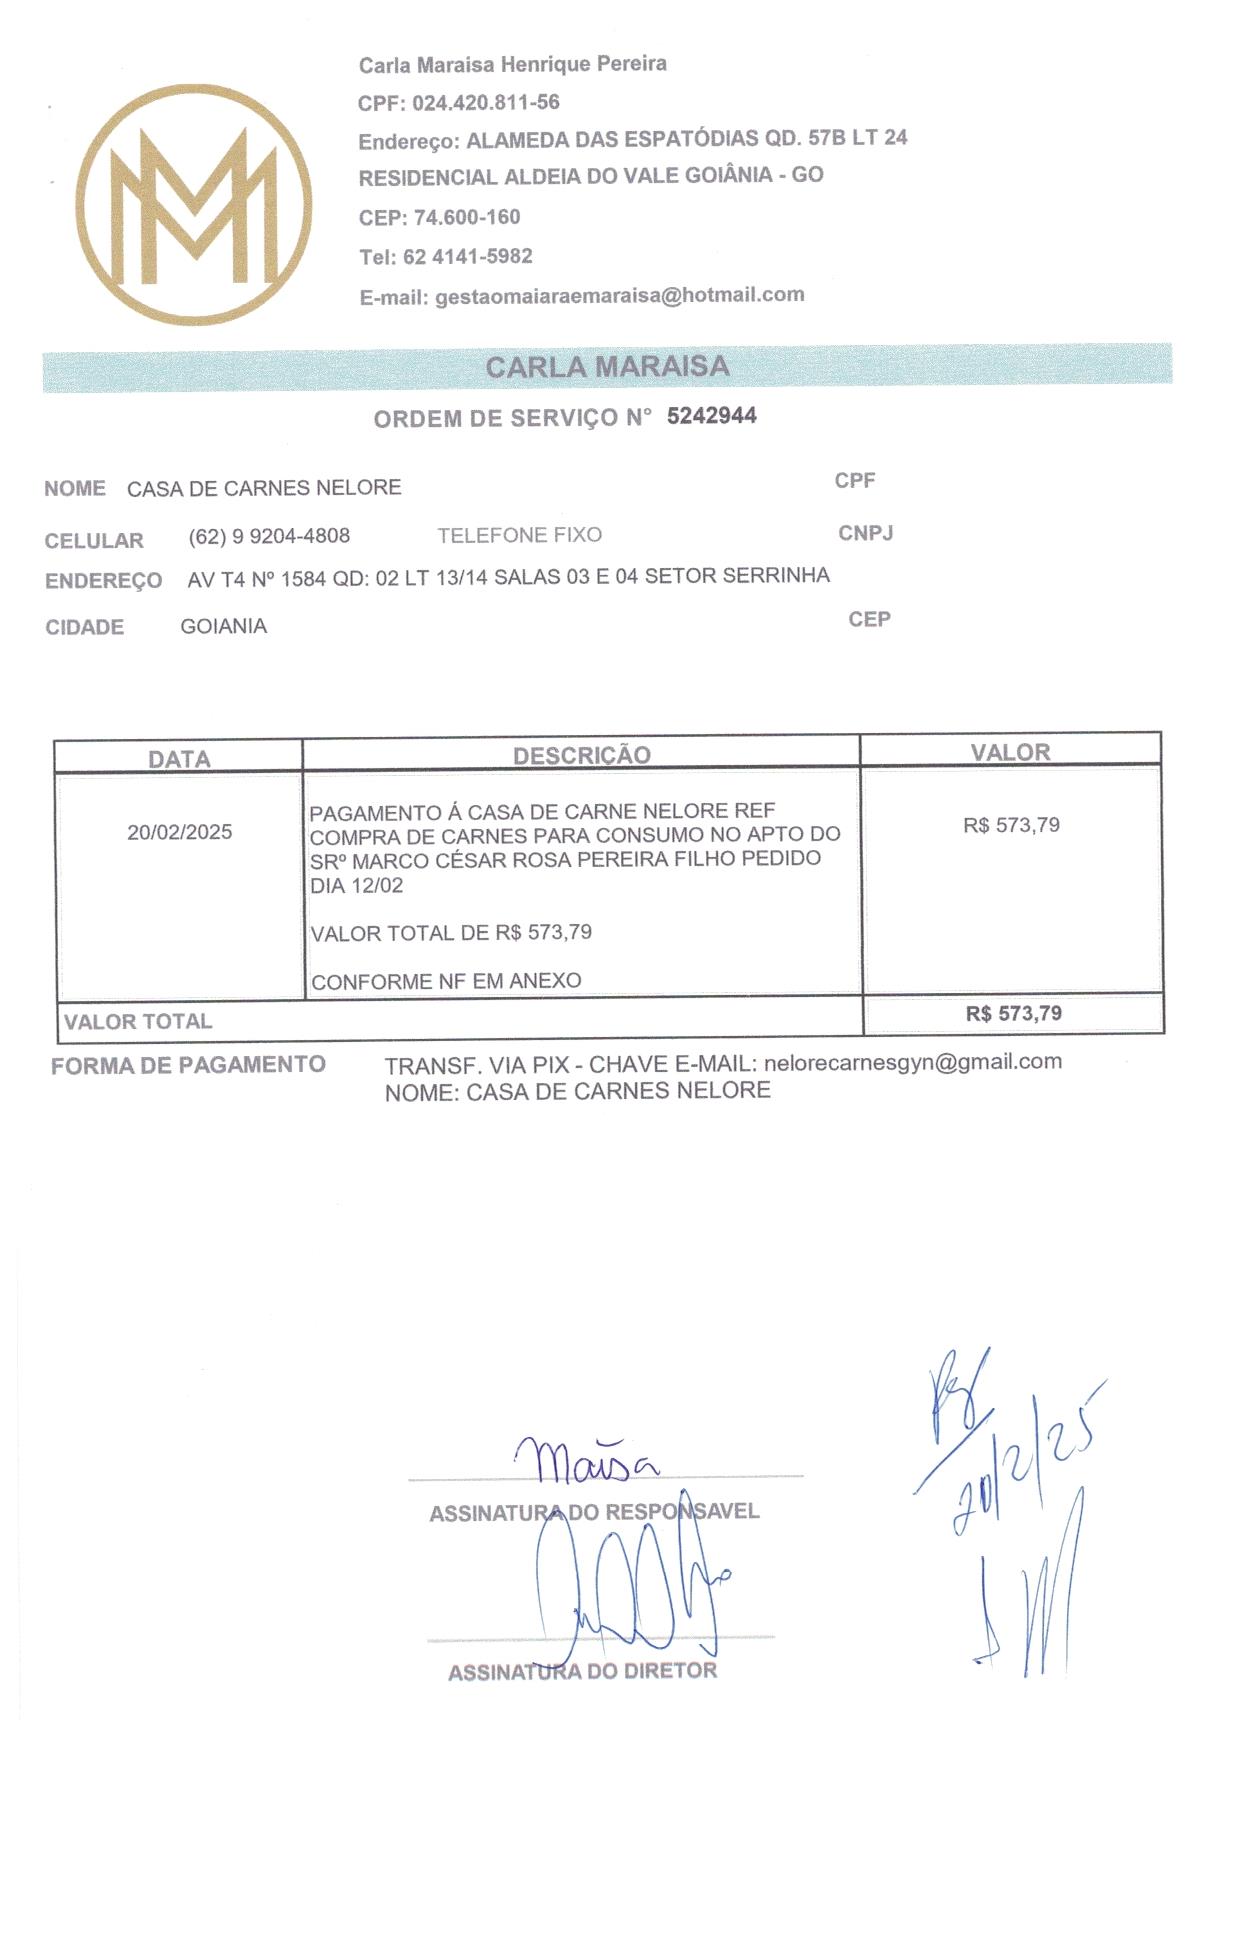 Carla Maraisa Henrique Pereira
CPF: 024.420.811-56
Endereço: ALAMEDA DAS ESPATÓDIAS QD. 57B LT 24
RESIDENCIAL ALDEIA DO VALE GOIÂNIA - GO
CEP: 74.600-160
Tel: 62 4141-5982
E-mail: gestaomaiaraemaraisa@hotmail.com
CARLA MARAISA
ORDEM DE SERVIÇO N° 5242944
NOME CASA DE CARNES NELORE CPF
CELULAR (62) 9 9204-4808 TELEFONE FIXO CNPJ
ENDEREÇO AV T4 Nº 1584 QD: 02 LT 13/14 SALAS 03 E 04 SETOR SERRINHA
CIDADE GOIANIA CEP
DATA DESCRIÇÃO VALOR
PAGAMENTO Á CASA DE CARNE NELORE REF
20/02/2025 COMPRA DE CARNES PARA CONSUMO NO APTO DO R$ 573,79
SRº MARCO CÉSAR ROSA PEREIRA FILHO PEDIDO
DIA 12/02
VALOR TOTAL DE R$ 573,79
CONFORME NF EM ANEXO
VALOR TOTAL R$ 573,79
FORMA DE PAGAMENTO TRANSF. VIA PIX - CHAVE E-MAIL: nelorecarnesgyn@gmail.com
NOME: CASA DE CARNES NELORE
Pg
20/2/25
Maisa
ASSINATURA DO RESPONSAVEL
ASSINATURA DO DIRETOR